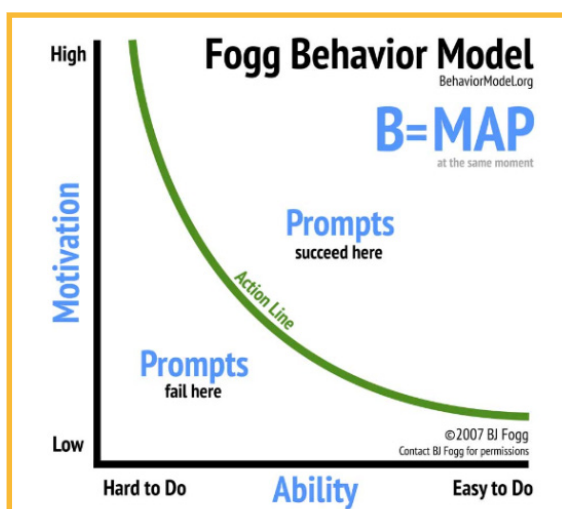 High
Fogg Behavior Model
BehaviorModel.org
B=MAP
at the same moment
Motivation
Prompts
succeed here
Action Line
Prompts
fail here
©2007 BJ Fogg
Contact BJ Fogg for permissions
Low
Hard to Do
Ability
Easy to Do